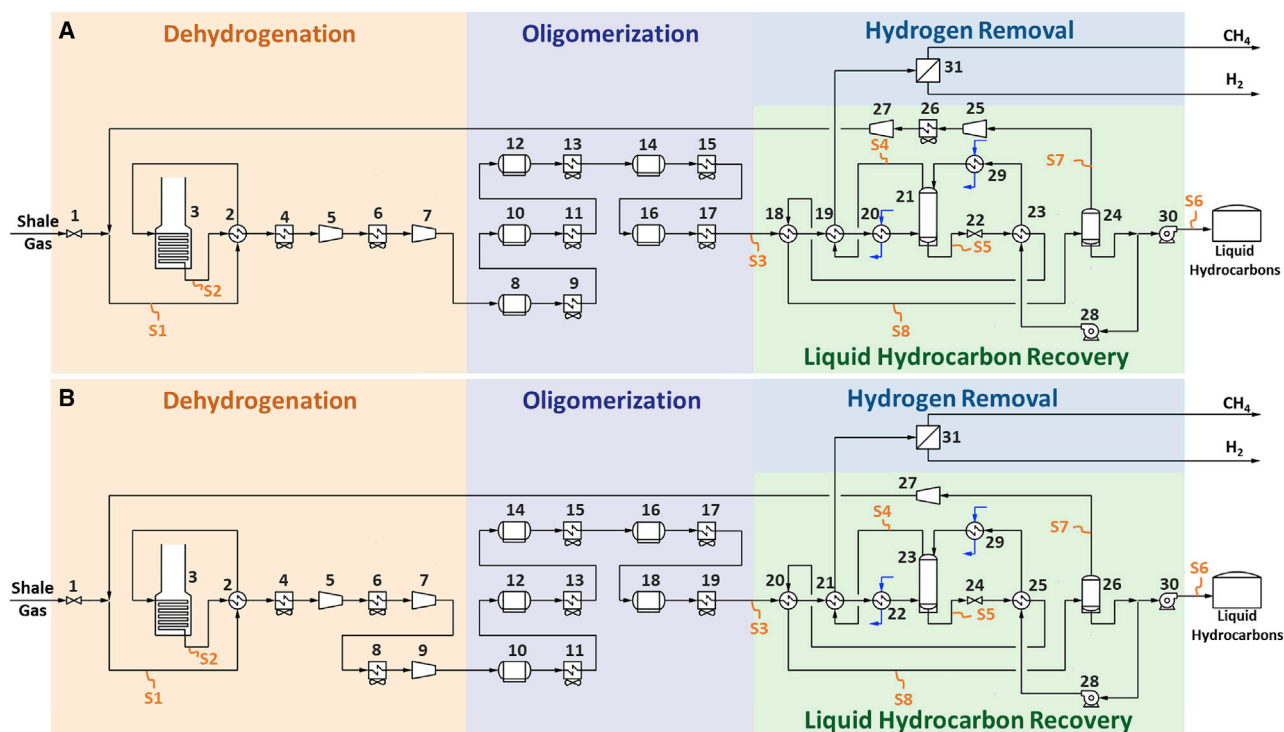 A
Dehydrogenation
Oligomerization
Hydrogen Removal
CH4
31
H2
27
26
25
12
13
14
15
S4
S7
29
21
Shale
Gas
1
3
2
4
5
6
7
10
11
16
17
18
19
20
22
23
24
30
S6
S2
S3
S5
Liquid
Hydrocarbons
8
9
S1
S8
28
Liquid Hydrocarbon Recovery
B
Dehydrogenation
Oligomerization
Hydrogen Removal
CH4
31
H2
27
14
15
16
17
S4
S7
29
23
Shale
Gas
1
3
2
4
5
6
7
12
13
18
19
20
21
22
24
25
26
30
S6
S2
S3
S5
Liquid
Hydrocarbons
8
9
10
11
S1
S8
28
Liquid Hydrocarbon Recovery